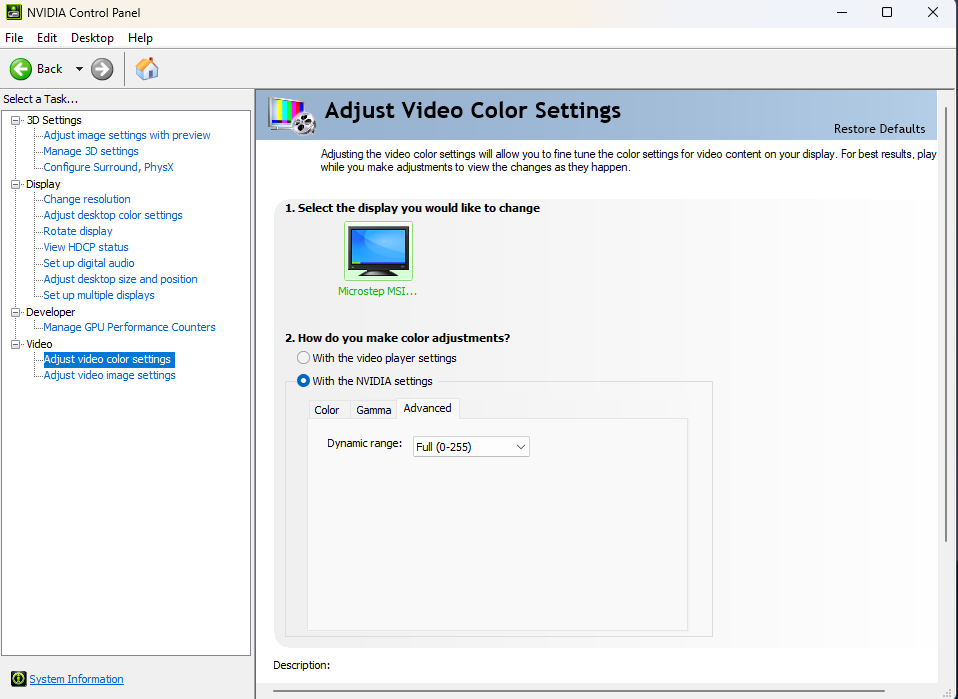 NVIDIA Control Panel
File Edit Desktop Help
Back
Select a Task...
3D Settings
Adjust image settings with preview
Manage 3D settings
Configure Surround, PhysX
Display
Change resolution
Adjust desktop color settings
Rotate display
View HDCP status
Set up digital audio
Adjust desktop size and position
Set up multiple displays
Developer
Manage GPU Performance Counters
Video
Adjust video color settings
Adjust video image settings
System Information
Adjust Video Color Settings
Restore Defaults
Adjusting the video color settings will allow you to fine tune the color settings for video content on your display. For best results, play
while you make adjustments to view the changes as they happen.
1. Select the display you would like to change
Microstep MSI...
2. How do you make color adjustments?
With the video player settings
With the NVIDIA settings
Color Gamma Advanced
Dynamic range: Full (0-255)
Description: